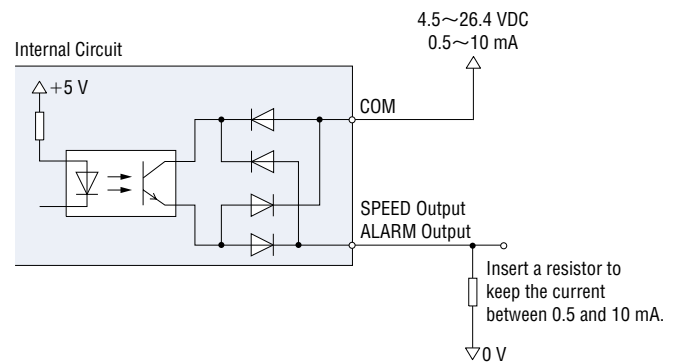 4.5～26.4 VDC
0.5～10 mA
Internal Circuit
+5 V
COM
SPEED Output
ALARM Output
Insert a resistor to
keep the current
between 0.5 and 10 mA.
0 V